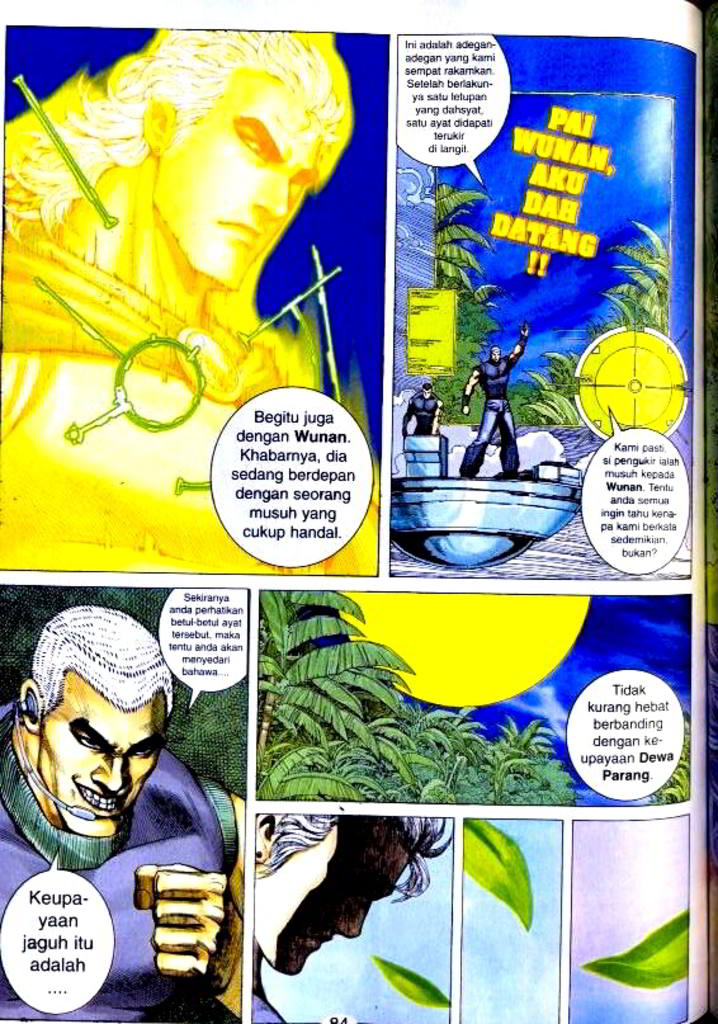 Begitu juga
dengan Wunan.
Khabarnya, dia
sedang berdepan
dengan seorang
musuh yang
cukup handal.
Ini adalah adegan-
adegan yang kami
sempat rakamkan.
Setelah berlakun-
ya satu letupan
yang dahsyat,
satu ayat didapati
terukir
di langit.
PAI
WUNAN,
AKU
DAH
DATANG
!!
Kami pasti,
si pengukir ialah
musuh kepada
Wunan. Tentu
anda semua
ingin tahu kena-
pa kami berkata
sedemikian,
bukan?
Sekiranya
anda perhatikan
betul-betul ayat
tersebut, maka
tentu anda akan
menyedari
bahawa....
Keupa-
yaan
jaguh itu
adalah
....
Tidak
kurang hebat
berbanding
dengan ke-
upayaan Dewa
Parang.
84